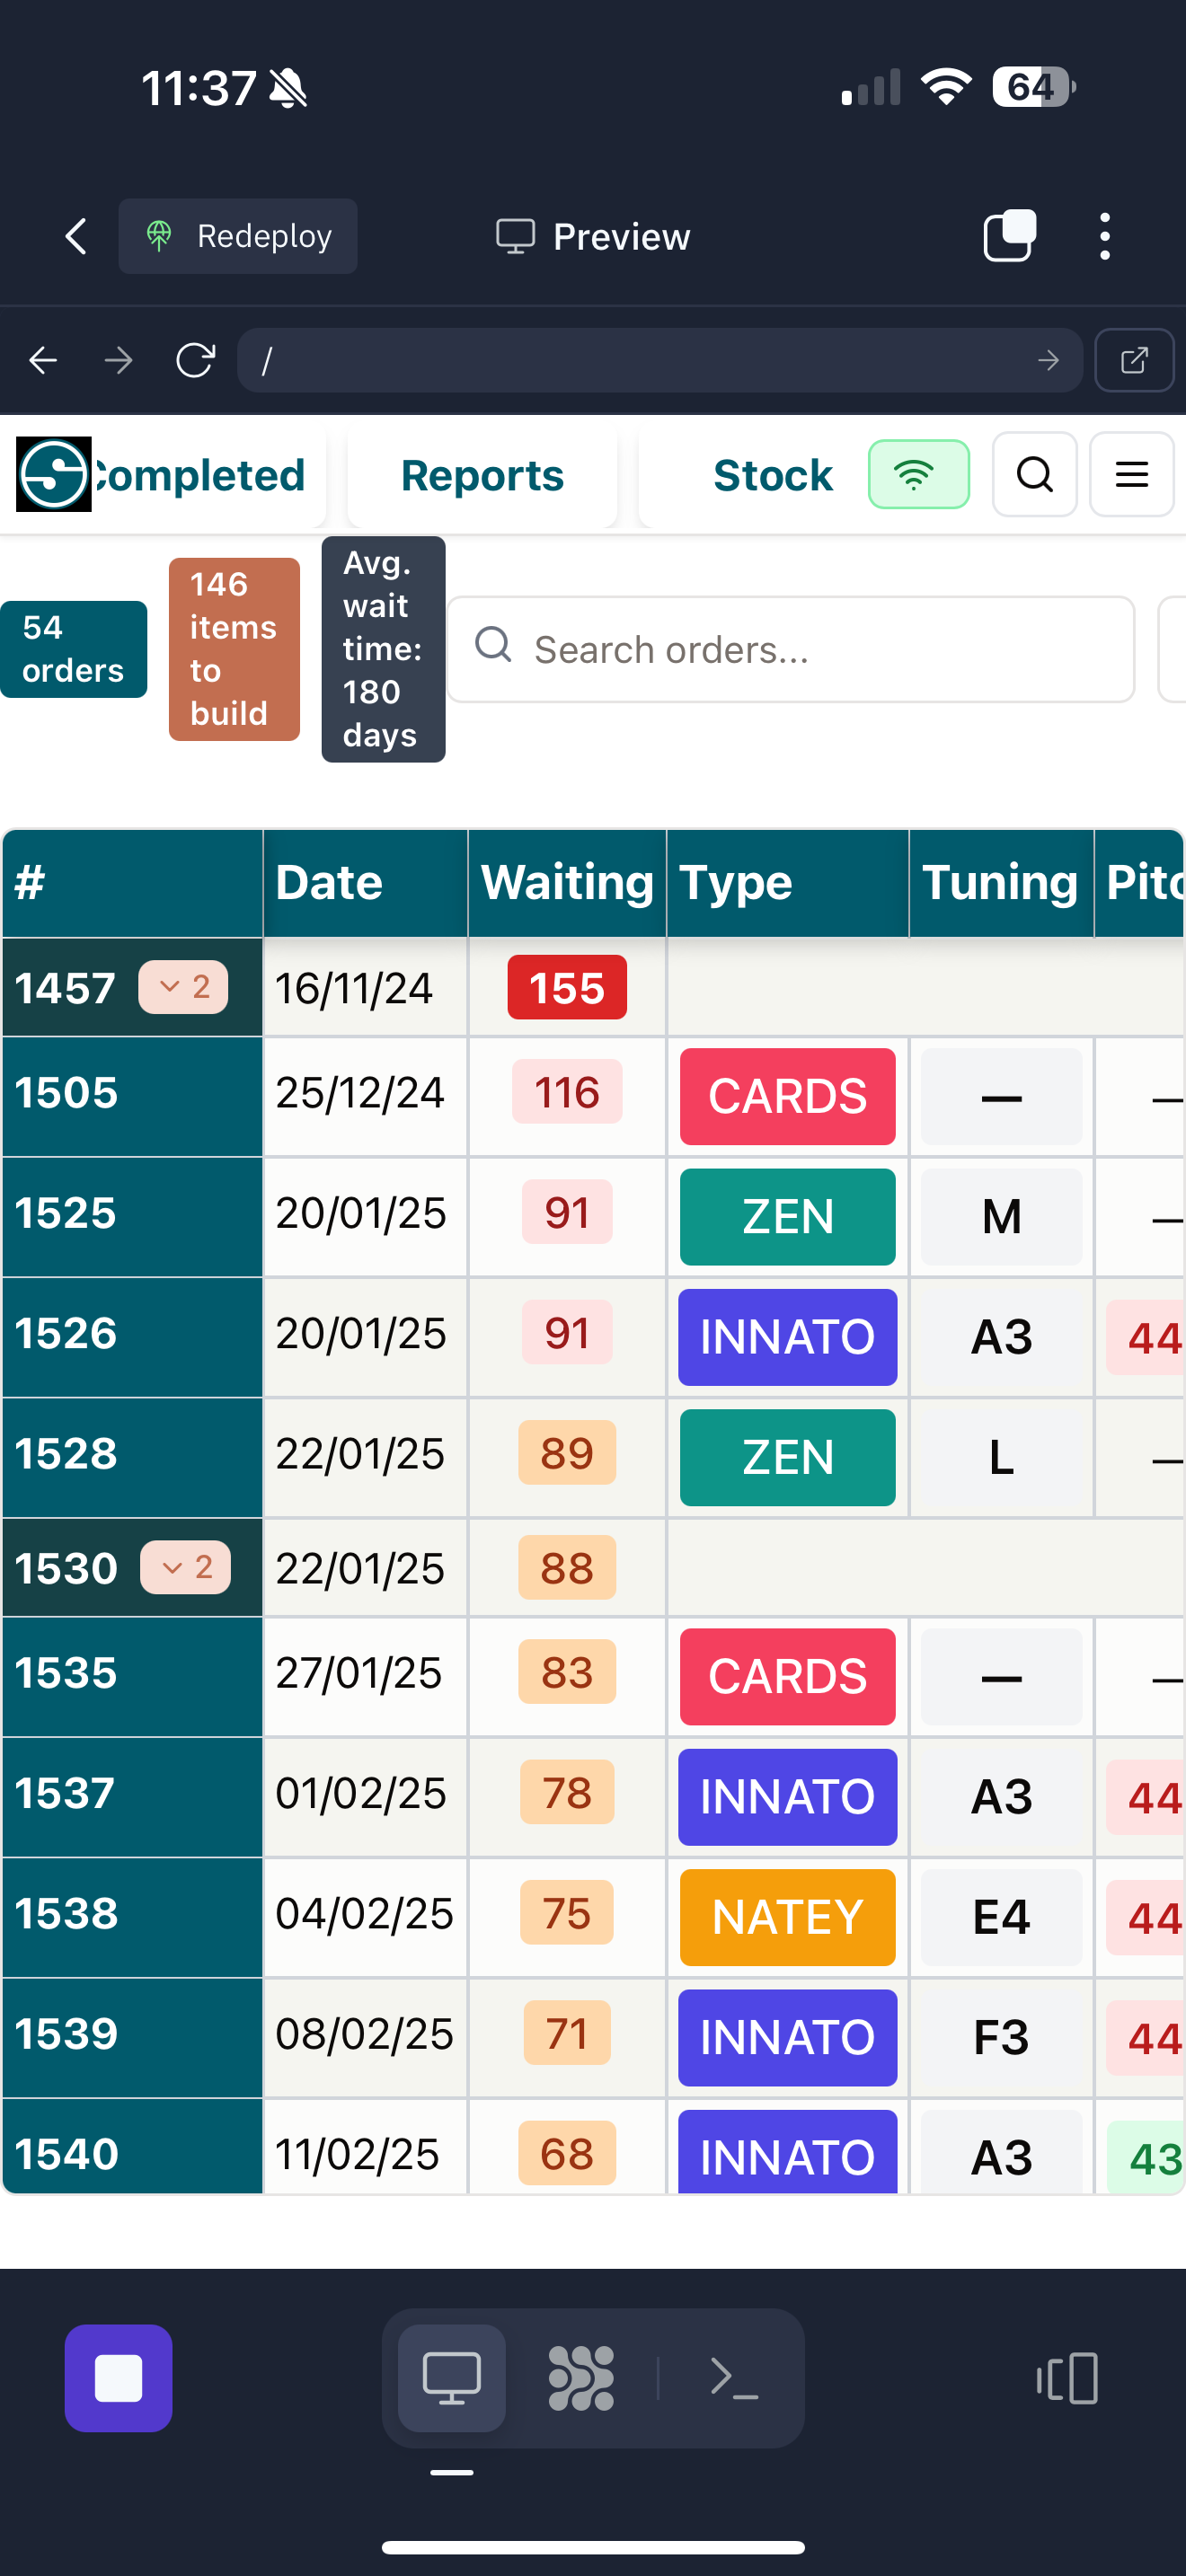 11:37
64
Redeploy
Preview
/
Completed
Reports
Stock
54
orders
146
items
to
build
Avg.
wait
time:
180
days
Search orders...
# Date Waiting Type Tuning Pitc
1457 2 16/11/24 155
1505 25/12/24 116 CARDS — —
1525 20/01/25 91 ZEN M —
1526 20/01/25 91 INNATO A3 44
1528 22/01/25 89 ZEN L —
1530 2 22/01/25 88
1535 27/01/25 83 CARDS — —
1537 01/02/25 78 INNATO A3 44
1538 04/02/25 75 NATEY E4 44
1539 08/02/25 71 INNATO F3 44
1540 11/02/25 68 INNATO A3 43